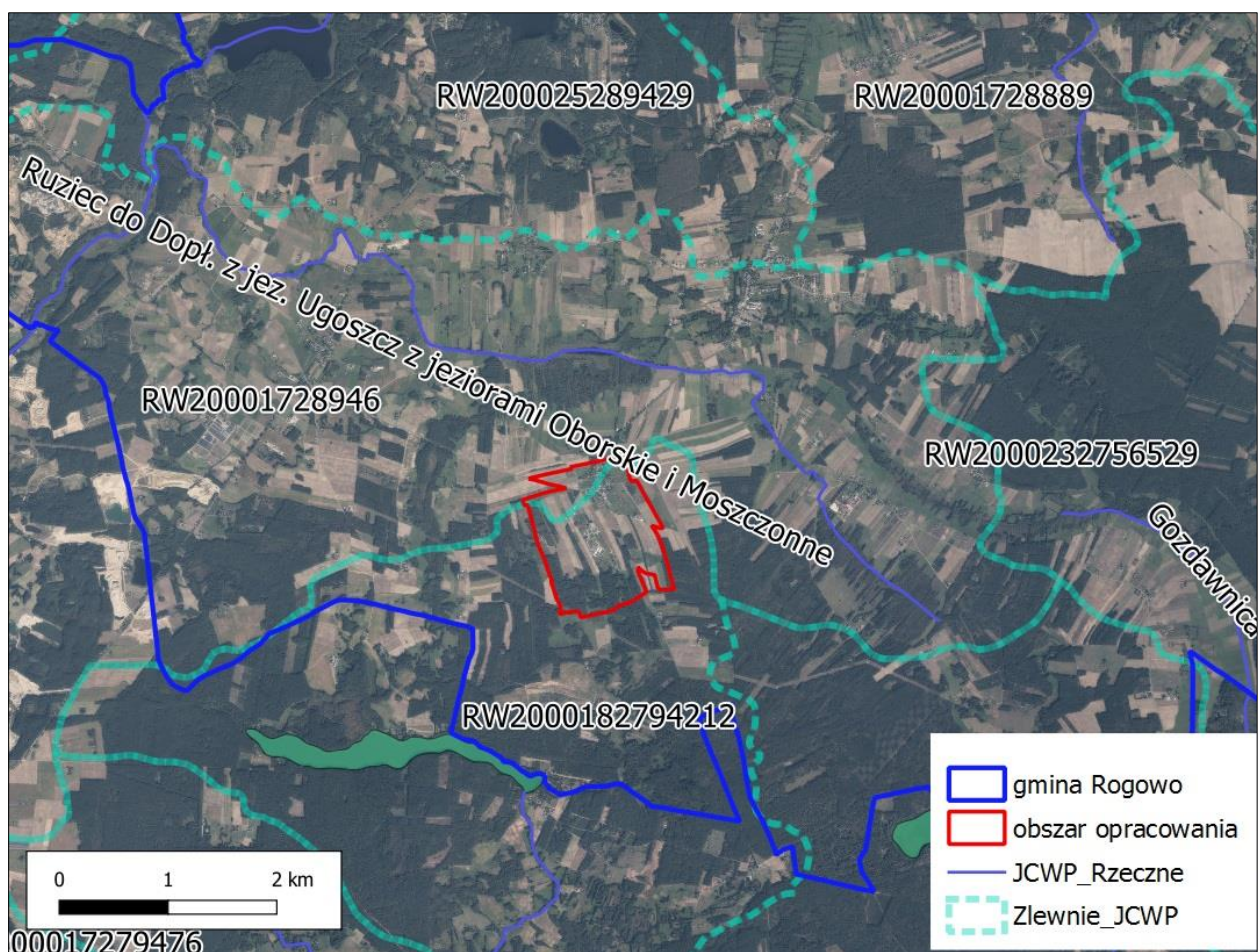 RW200025289429
RW20001728889
Ruziec do Dopł. z jez. Ugoszcz z jeziorami Oborskie i Moszczonne
RW20001728946
RW2000232756529
Gozdawnica
RW2000182794212
gmina Rogowo
obszar opracowania
JCWP_Rzeczne
Zlewnie_JCWP
0 1 2 km
000017279476